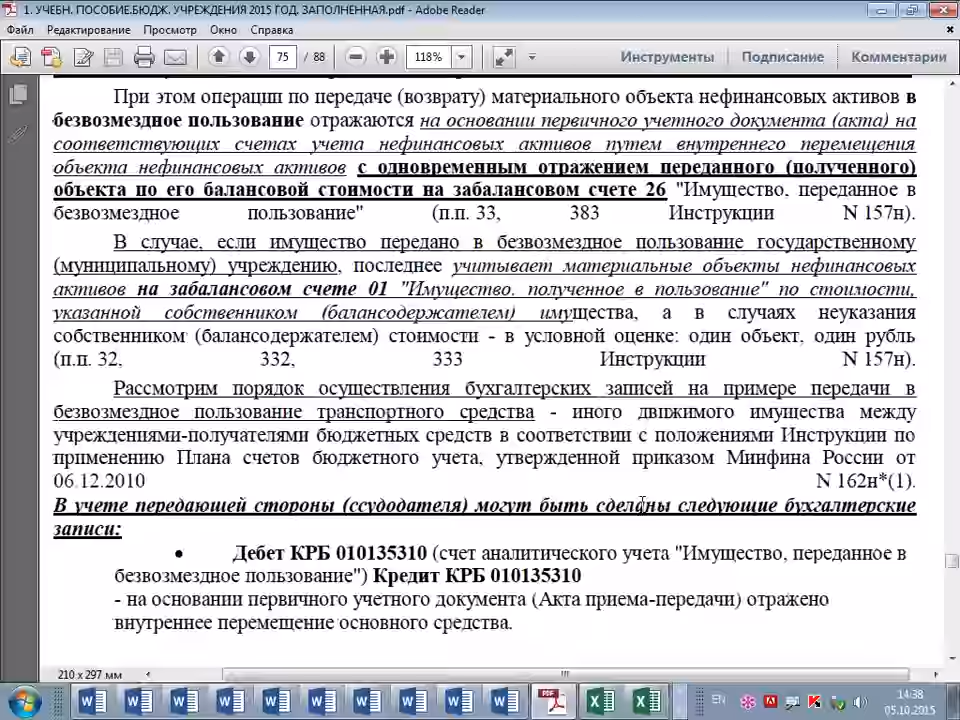 1. УЧЕБН. ПОСОБИЕ.БЮДЖ. УЧРЕЖДЕНИЯ 2015 ГОД. ЗАПОЛНЕННАЯ.pdf - Adobe Reader
Файл Редактирование Просмотр Окно Справка
75 / 88 118% Инструменты Подписание Комментарии
При этом операции по передаче (возврату) материального объекта нефинансовых активов в
безвозмездное пользование отражаются на основании первичного учетного документа (акта) на
соответствующих счетах учета нефинансовых активов путем внутреннего перемещения
объекта нефинансовых активов с одновременным отражением переданного (полученного)
объекта по его балансовой стоимости на забалансовом счете 26 "Имущество, переданное в
безвозмездное пользование" (п.п. 33, 383 Инструкции N 157н).
В случае, если имущество передано в безвозмездное пользование государственному
(муниципальному) учреждению, последнее учитывает материальные объекты нефинансовых
активов на забалансовом счете 01 "Имущество, полученное в пользование" по стоимости,
указанной собственником (балансодержателем) имущества, а в случаях неуказания
собственником (балансодержателем) стоимости - в условной оценке: один объект, один рубль
(п.п. 32, 332, 333 Инструкции N 157н).
Рассмотрим порядок осуществления бухгалтерских записей на примере передачи в
безвозмездное пользование транспортного средства - иного движимого имущества между
учреждениями-получателями бюджетных средств в соответствии с положениями Инструкции по
применению Плана счетов бюджетного учета, утвержденной приказом Минфина России от
06.12.2010 N 162н*(1).
В учете передающей стороны (ссудодателя) могут быть сделаны следующие бухгалтерские
записи:
• Дебет КРБ 010135310 (счет аналитического учета "Имущество, переданное в
безвозмездное пользование") Кредит КРБ 010135310
- на основании первичного учетного документа (Акта приема-передачи) отражено
внутреннее перемещение основного средства.
210 x 297 мм
EN 14:38
05.10.2015